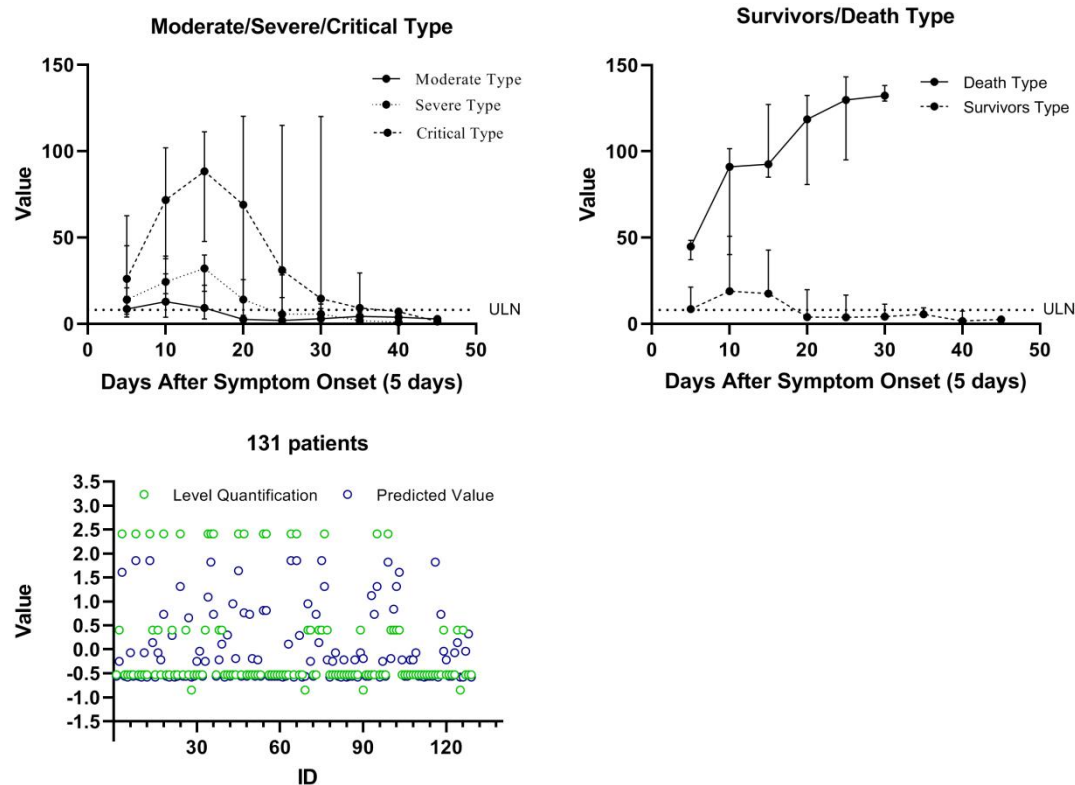 Moderate/Severe/Critical Type
150
100
50
0
Value
Moderate Type
Severe Type
Critical Type
ULN
0 10 20 30 40 50
Days After Symptom Onset (5 days)
Survivors/Death Type
150
100
50
0
Value
Death Type
Survivors Type
ULN
0 10 20 30 40 50
Days After Symptom Onset (5 days)
131 patients
3.5
3.0
2.5
2.0
1.5
1.0
0.5
0.0
-0.5
-1.0
-1.5
Value
Level Quantification Predicted Value
30 60 90 120
ID